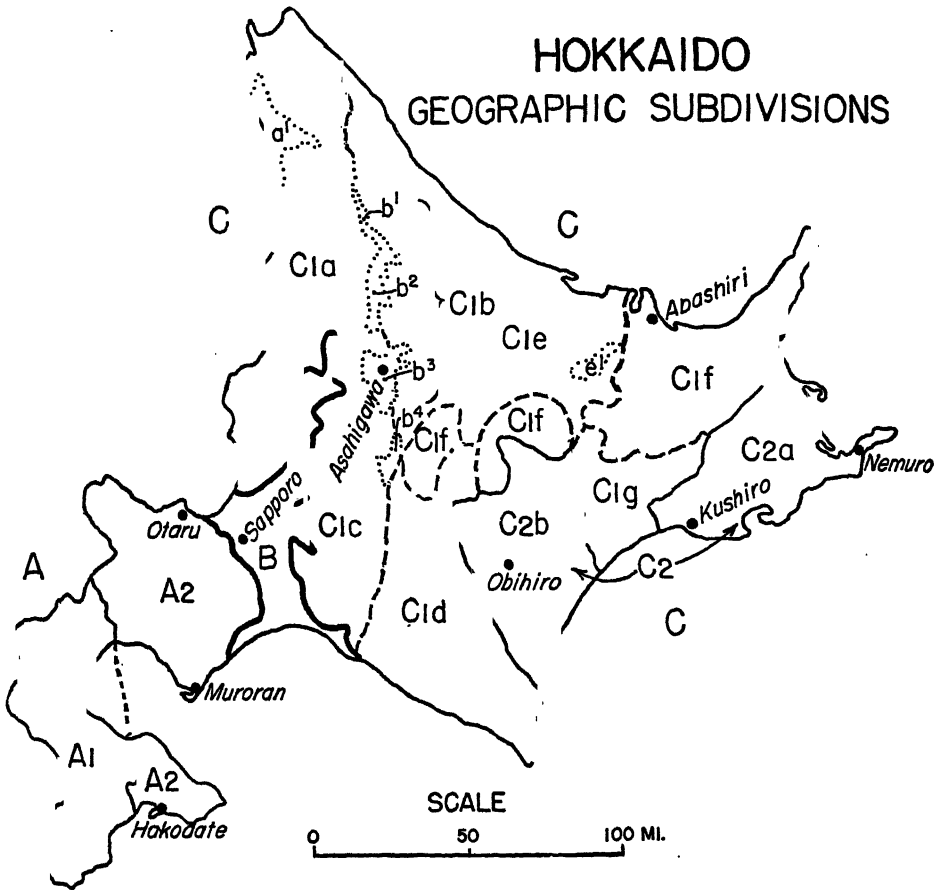 HOKKAIDO
GEOGRAPHIC SUBDIVISIONS
a¹
C
b¹
C
C1a
b²
C1b
C1e
Abashiri
e¹
b³
C1f
Asahigawa
b⁴
C1f
C1f
C2a
Nemuro
Sapporo
C1g
Kushiro
Otaru
C1c
C2b
B
A
A2
Obihiro
C2
C1d
C
Muroran
A1
A2
Hakodate
SCALE
0 50 100 MI.